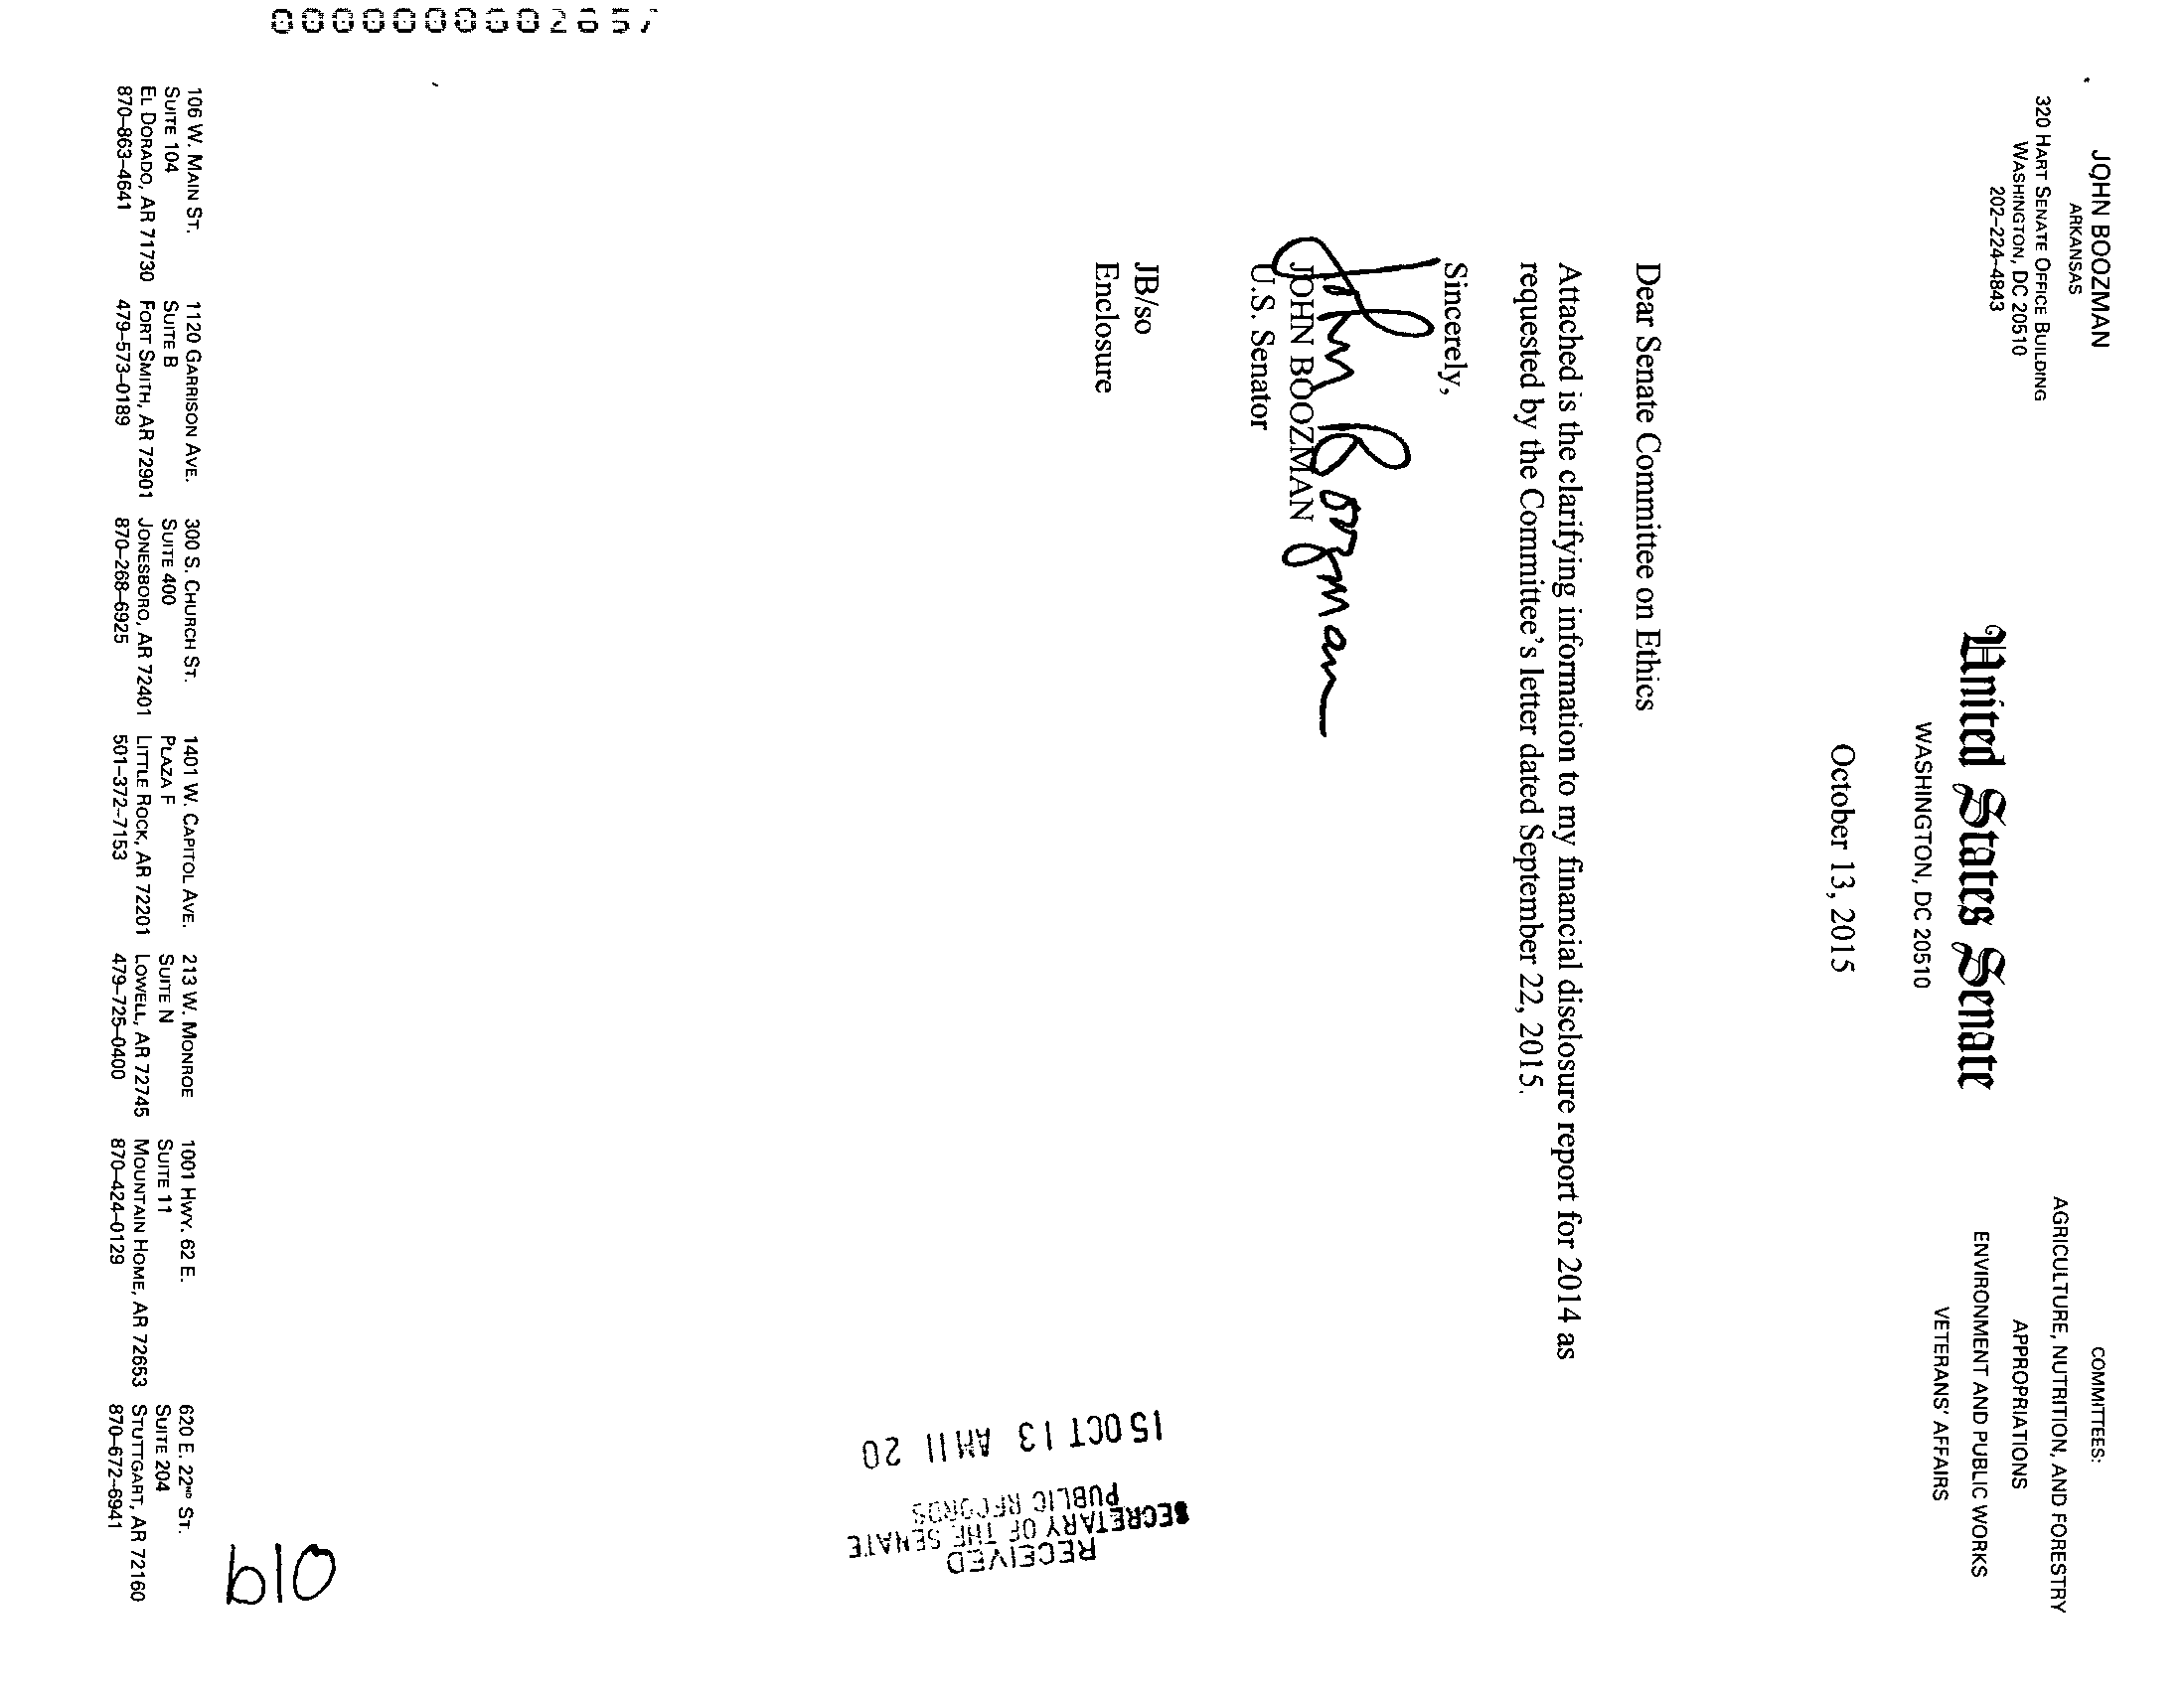 JOHN BOOZMAN
ARKANSAS
320 HART SENATE OFFICE BUILDING
WASHINGTON, DC 20510
202–224–4843
United States Senate
WASHINGTON, DC 20510
COMMITTEES:
AGRICULTURE, NUTRITION, AND FORESTRY
APPROPRIATIONS
ENVIRONMENT AND PUBLIC WORKS
VETERANS' AFFAIRS
October 13, 2015
Dear Senate Committee on Ethics
Attached is the clarifying information to my financial disclosure report for 2014 as
requested by the Committee's letter dated September 22, 2015.
Sincerely,
John Boozman
JOHN BOOZMAN
U.S. Senator
JB/so
Enclosure
RECEIVED
SECRETARY OF THE SENATE
PUBLIC RECORDS
15 OCT 13 AM 11 20
019
106 W. MAIN ST.
SUITE 104
EL DORADO, AR 71730
870–863–4641
1120 GARRISON AVE.
SUITE B
FORT SMITH, AR 72901
479–573–0189
300 S. CHURCH ST.
SUITE 400
JONESBORO, AR 72401
870–268–6925
1401 W. CAPITOL AVE.
PLAZA F
LITTLE ROCK, AR 72201
501–372–7153
213 W. MONROE
SUITE N
LOWELL, AR 72745
479–725–0400
1001 HWY. 62 E.
SUITE 11
MOUNTAIN HOME, AR 72653
870–424–0129
620 E. 22ND ST.
SUITE 204
STUTTGART, AR 72160
870–672–6941